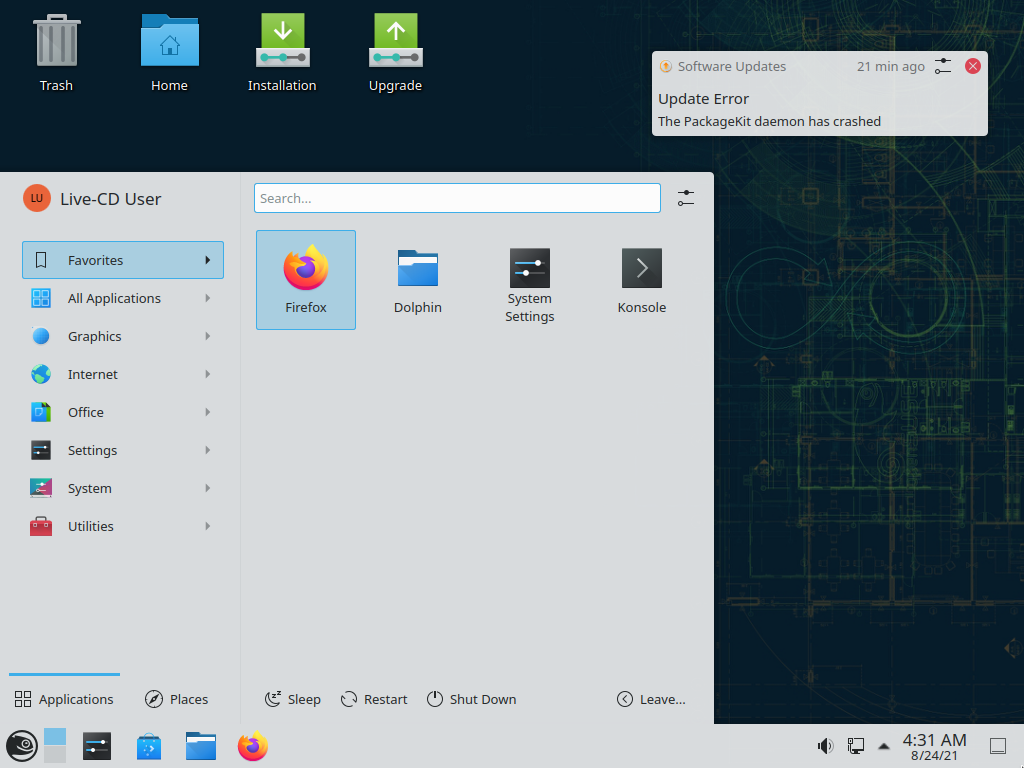 Trash
Home
Installation
Upgrade
Software Updates
21 min ago
Update Error
The PackageKit daemon has crashed
LU
Live-CD User
Search...
Favorites
All Applications
Graphics
Internet
Office
Settings
System
Utilities
Firefox
Dolphin
System
Settings
Konsole
Applications
Places
Sleep
Restart
Shut Down
Leave...
4:31 AM
8/24/21